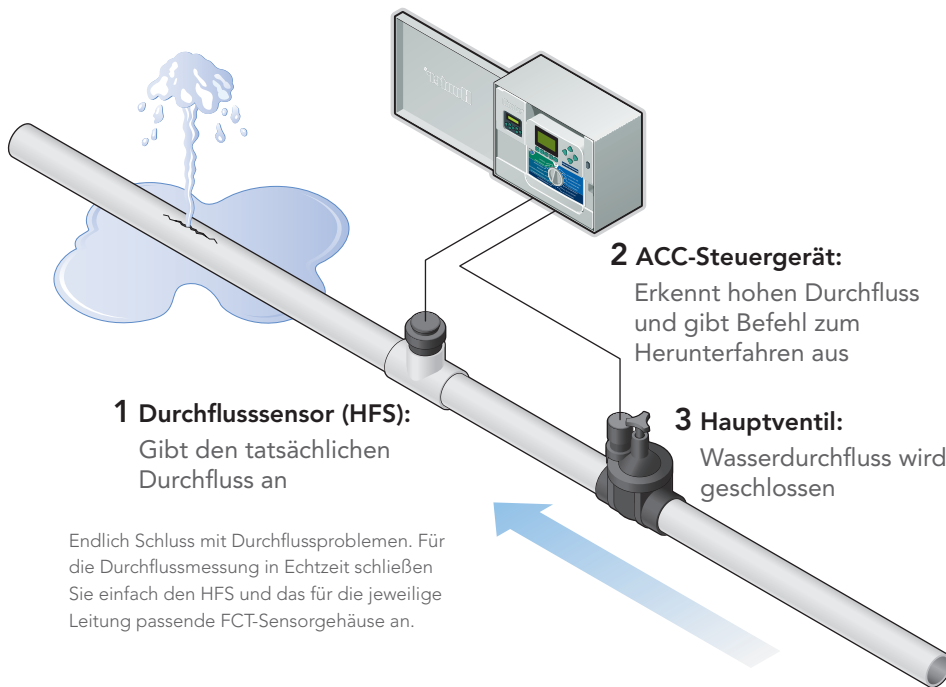 Hunter
2 ACC-Steuergerät:
Erkennt hohen Durchfluss
und gibt Befehl zum
Herunterfahren aus
1 Durchflusssensor (HFS):
Gibt den tatsächlichen
Durchfluss an
3 Hauptventil:
Wasserdurchfluss wird
geschlossen
Endlich Schluss mit Durchflussproblemen. Für
die Durchflussmessung in Echtzeit schließen
Sie einfach den HFS und das für die jeweilige
Leitung passende FCT-Sensorgehäuse an.